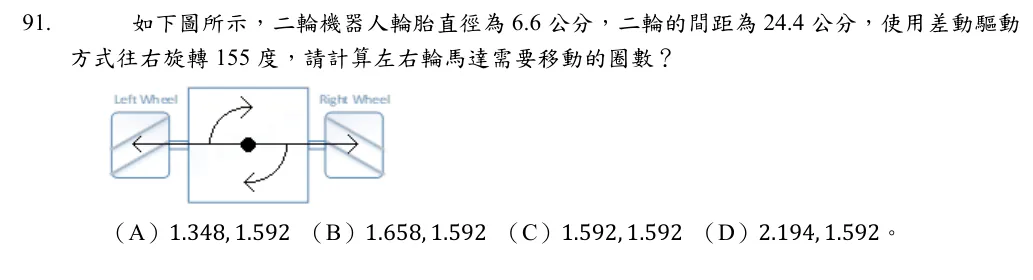 91. 如下圖所示，二輪機器人輪胎直徑為 6.6 公分，二輪的間距為 24.4 公分，使用差動驅動
方式往右旋轉 155 度，請計算左右輪馬達需要移動的圈數？
Left Wheel Right Wheel
（A）1.348, 1.592 （B）1.658, 1.592 （C）1.592, 1.592 （D）2.194, 1.592。